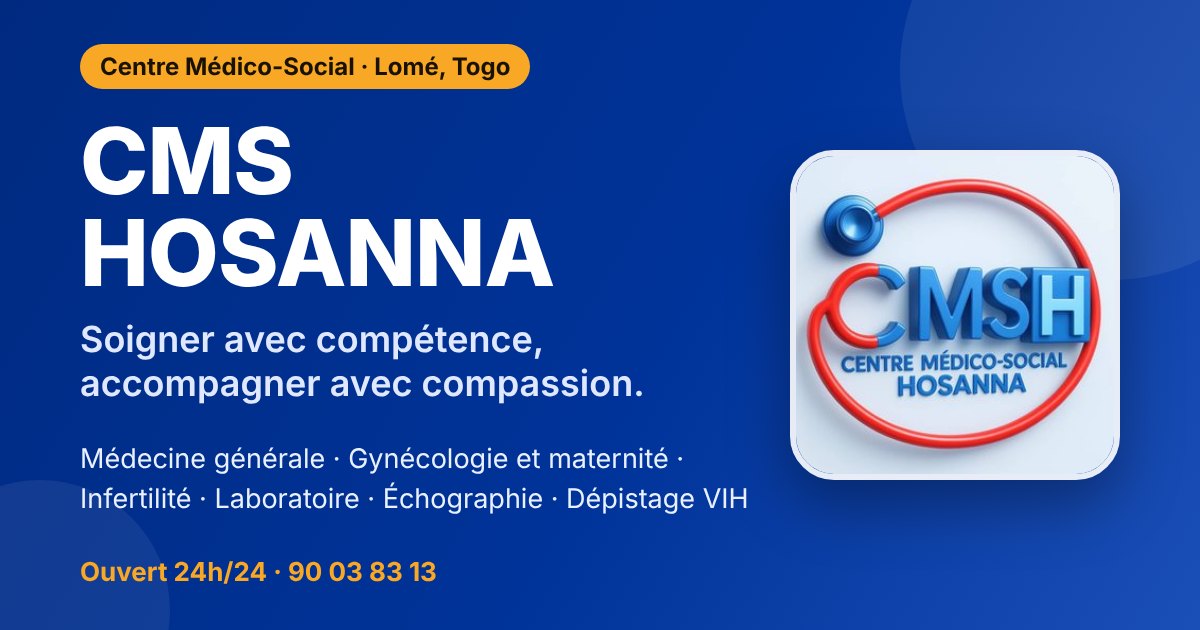 Centre Médico-Social · Lomé, Togo
CMS
HOSANNA
Soigner avec compétence,
accompagner avec compassion.
Médecine générale · Gynécologie et maternité ·
Infertilité · Laboratoire · Échographie · Dépistage VIH
Ouvert 24h/24 · 90 03 83 13
CMSH
CENTRE MÉDICO-SOCIAL
HOSANNA